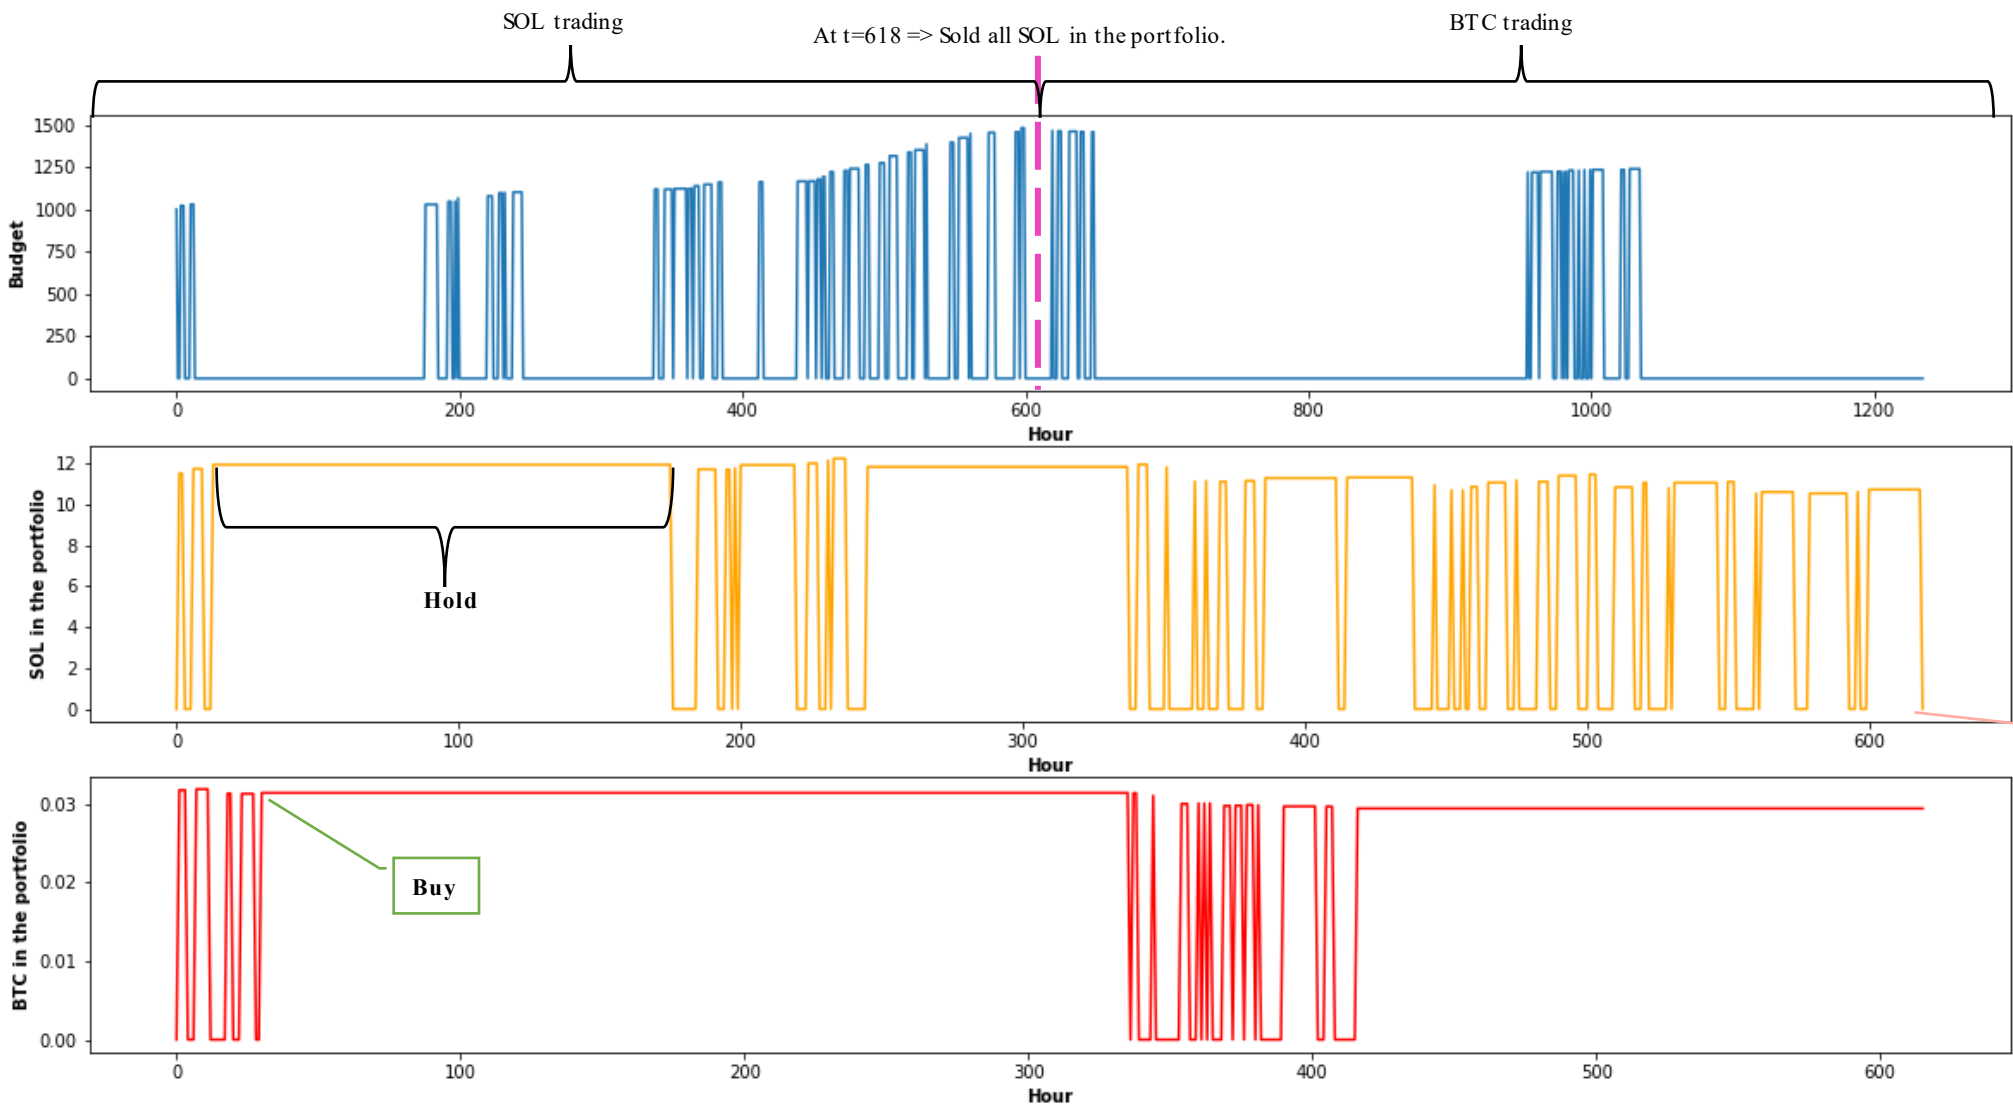 SOL trading
At t=618 => Sold all SOL in the portfolio.
BTC trading
Budget
1500
1250
1000
750
500
250
0
0 200 400 600 800 1000 1200
Hour
SOL in the portfolio
12
10
8
6
4
2
0
Hold
0 100 200 300 400 500 600
Hour
BTC in the portfolio
0.03
0.02
0.01
0.00
Buy
0 100 200 300 400 500 600
Hour